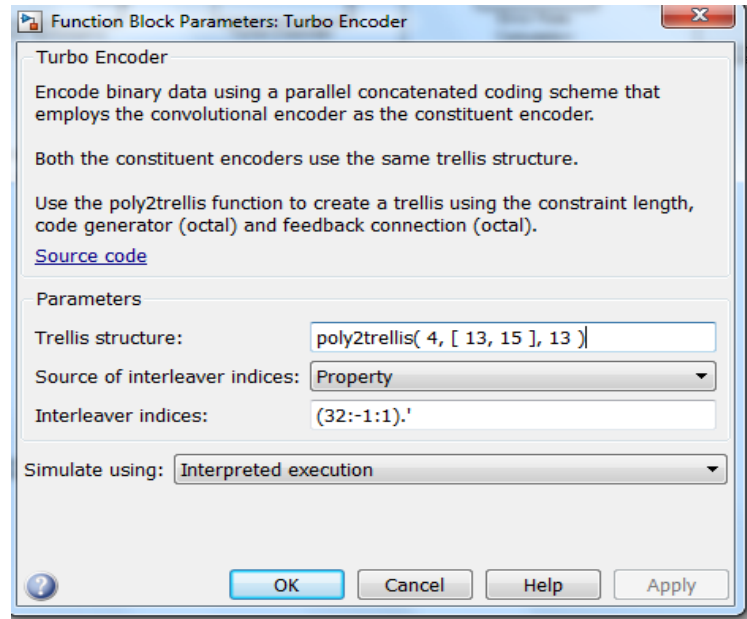 Function Block Parameters: Turbo Encoder
Turbo Encoder
Encode binary data using a parallel concatenated coding scheme that
employs the convolutional encoder as the constituent encoder.
Both the constituent encoders use the same trellis structure.
Use the poly2trellis function to create a trellis using the constraint length,
code generator (octal) and feedback connection (octal).
Source code
Parameters
Trellis structure: poly2trellis( 4, [ 13, 15 ], 13 )
Source of interleaver indices: Property
Interleaver indices: (32:-1:1).'
Simulate using: Interpreted execution
? OK Cancel Help Apply